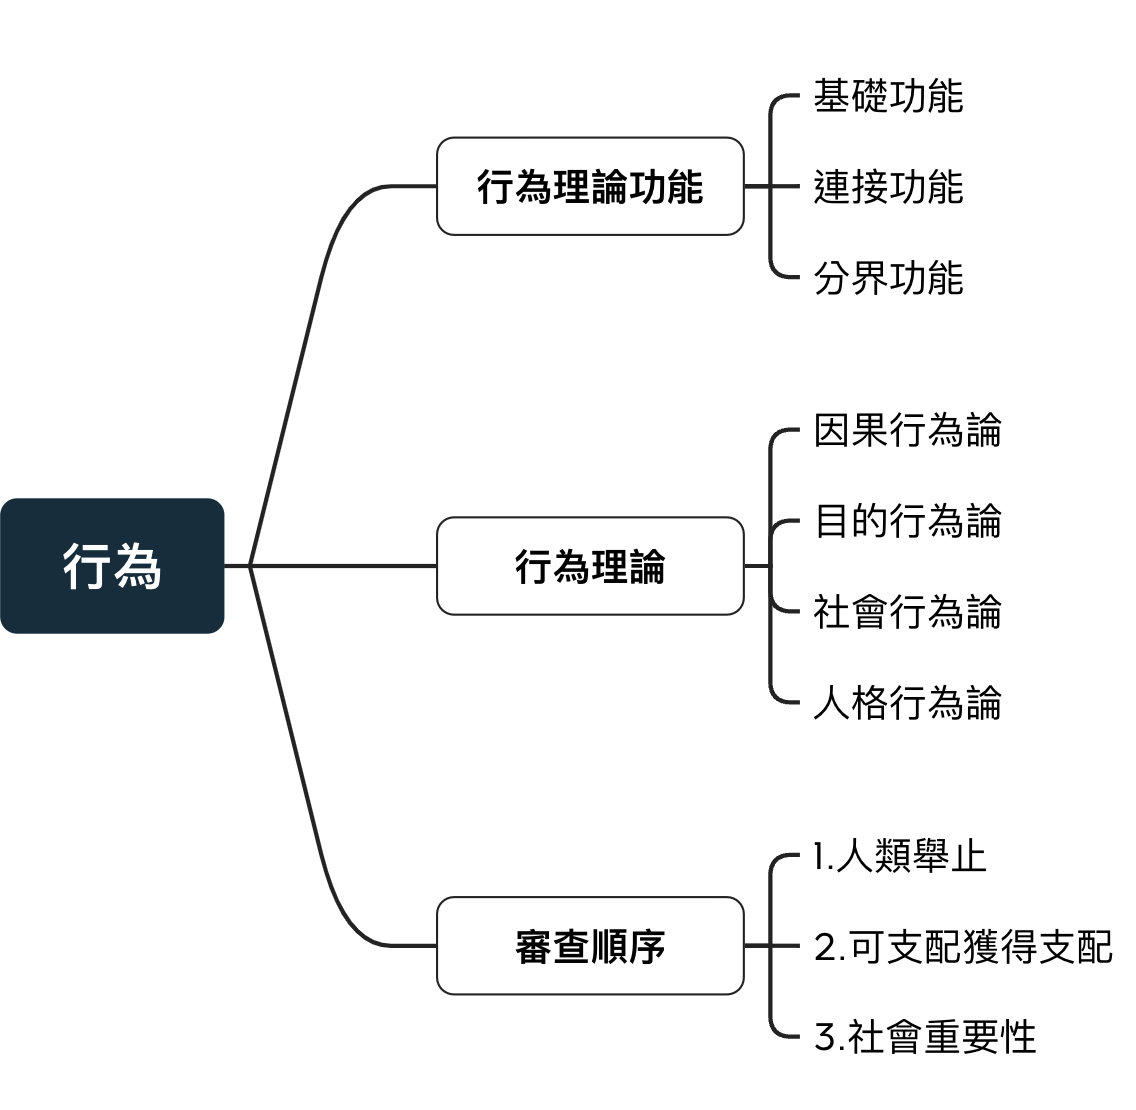 行為
行為理論功能
基礎功能
連接功能
分界功能
行為理論
因果行為論
目的行為論
社會行為論
人格行為論
審查順序
1.人類舉止
2.可支配獲得支配
3.社會重要性